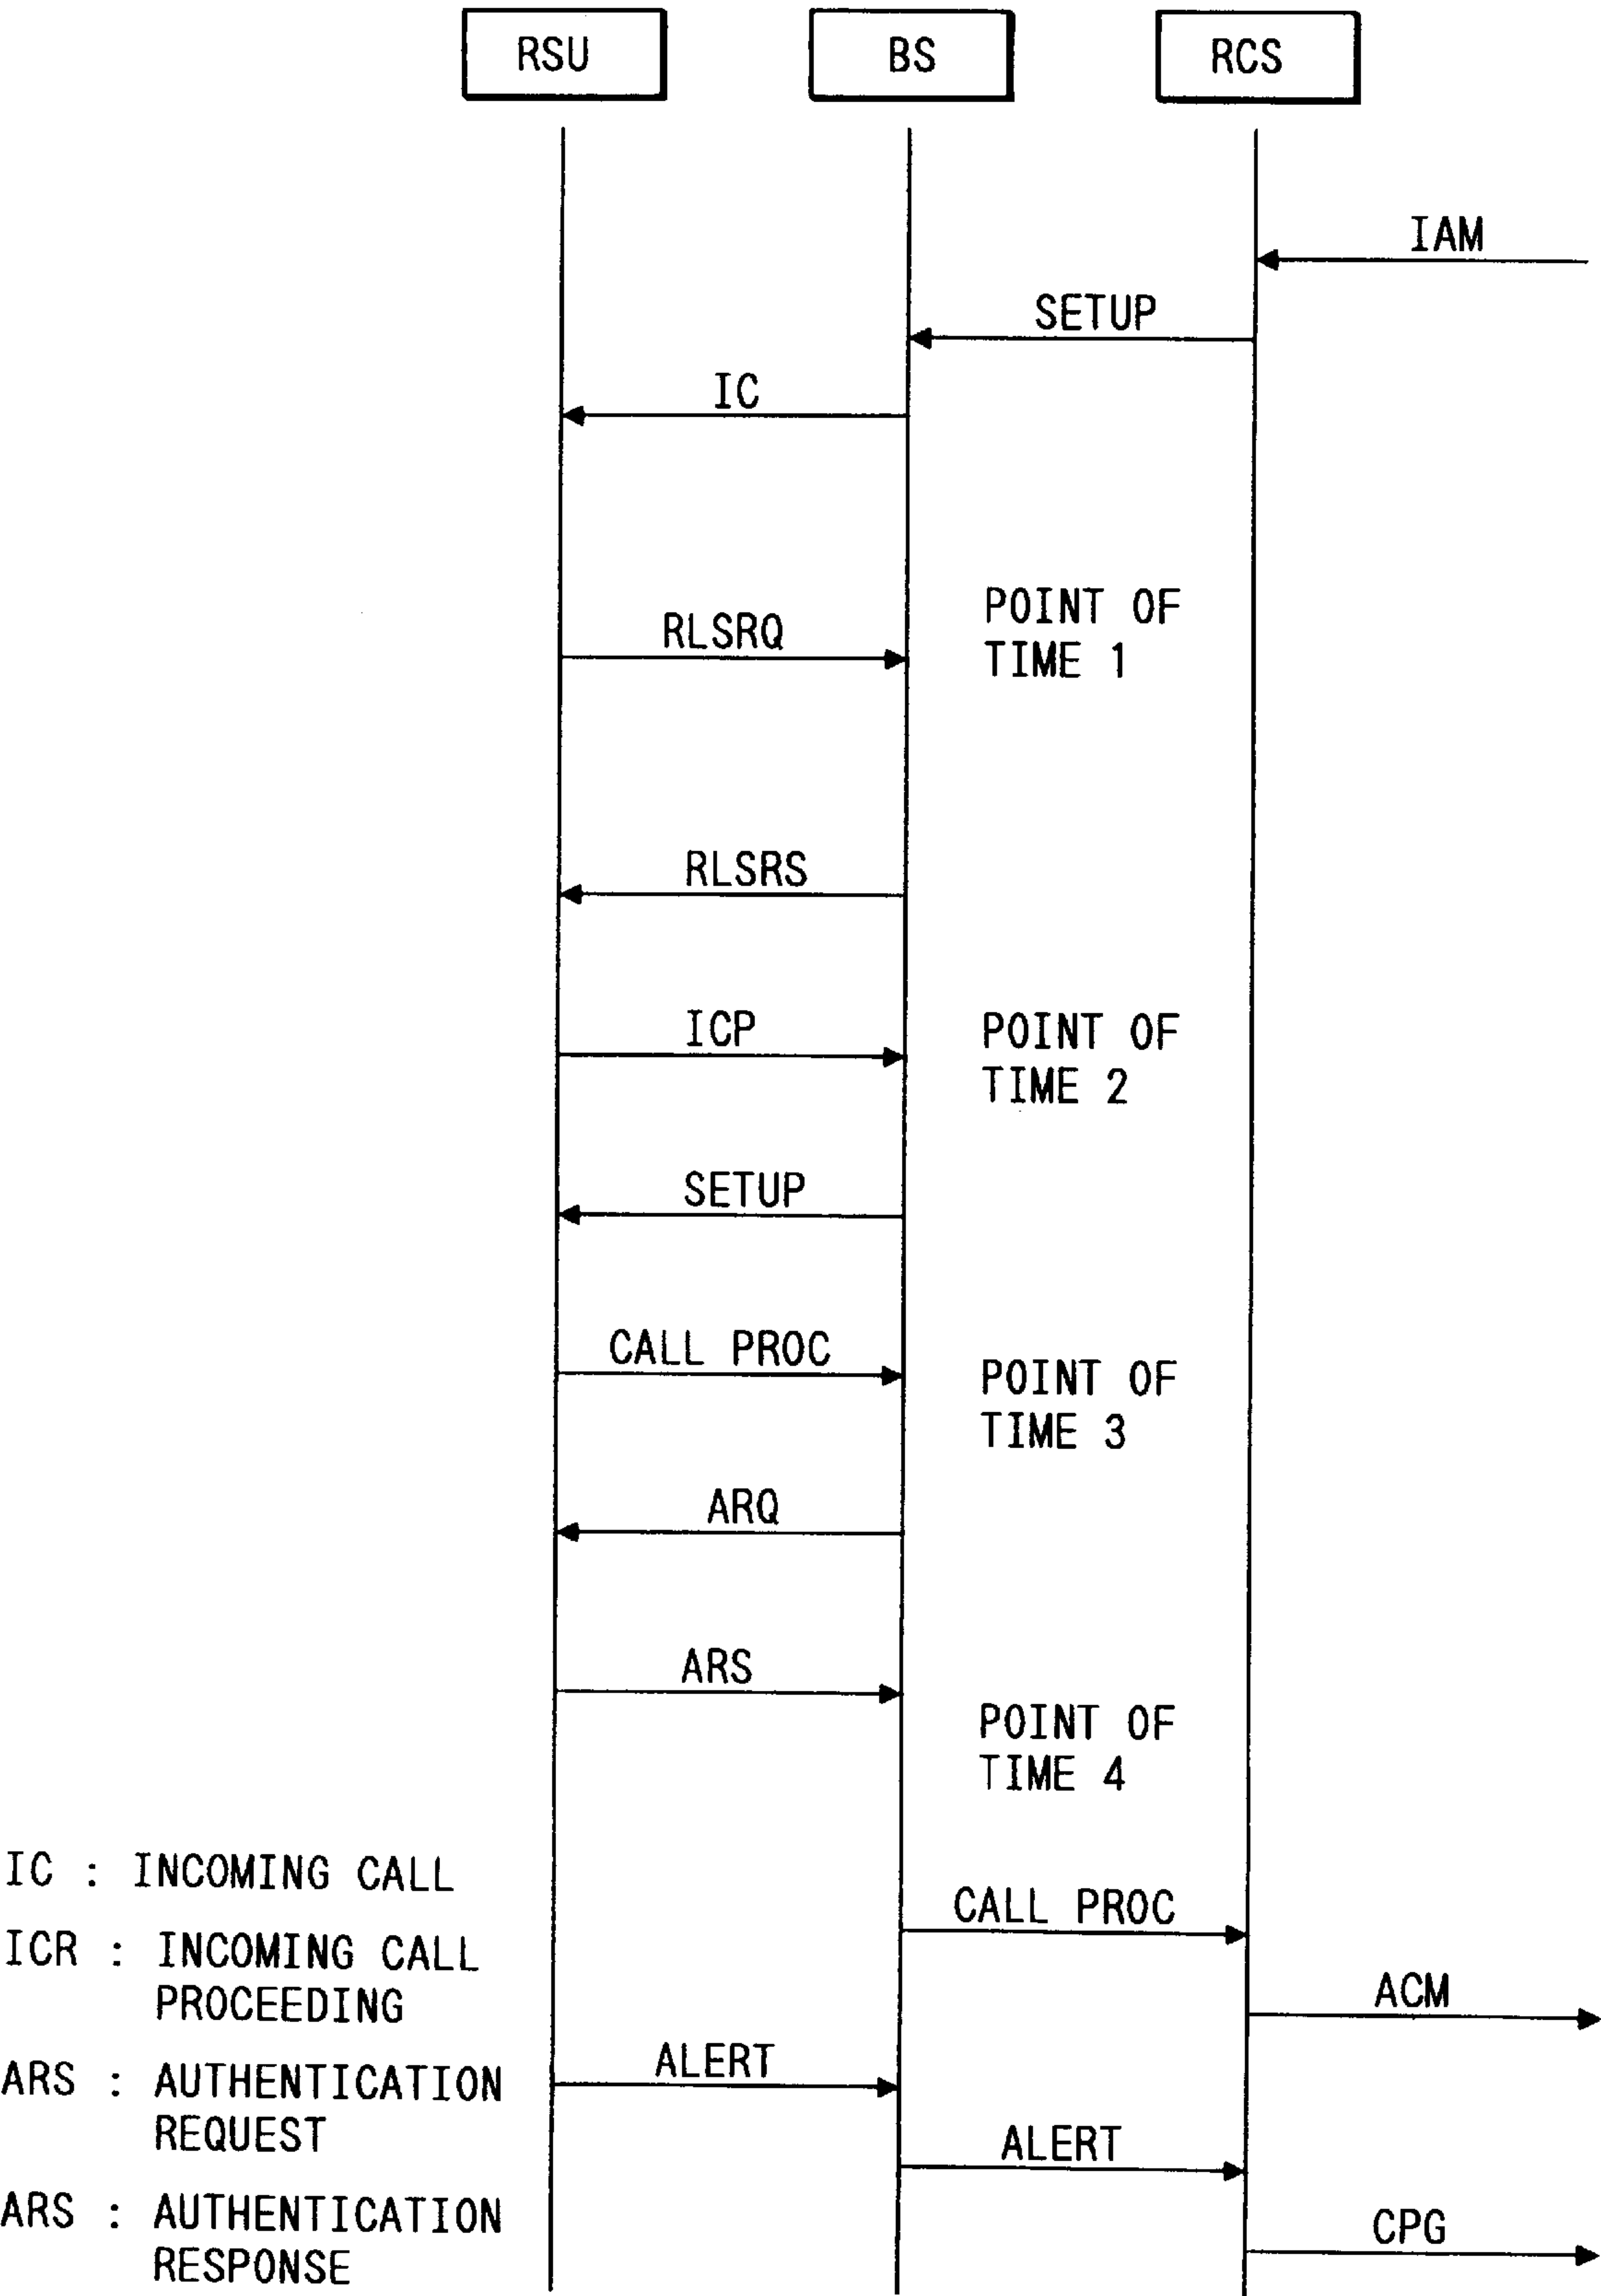 RSU BS RCS
IAM
SETUP
IC
POINT OF
TIME 1
RLSRQ
RLSRS
ICP
POINT OF
TIME 2
SETUP
CALL PROC
POINT OF
TIME 3
ARQ
ARS
POINT OF
TIME 4
IC : INCOMING CALL
CALL PROC
ICR : INCOMING CALL
PROCEEDING
ACM
ALERT
ARS : AUTHENTICATION
REQUEST
ALERT
ARS : AUTHENTICATION
RESPONSE
CPG